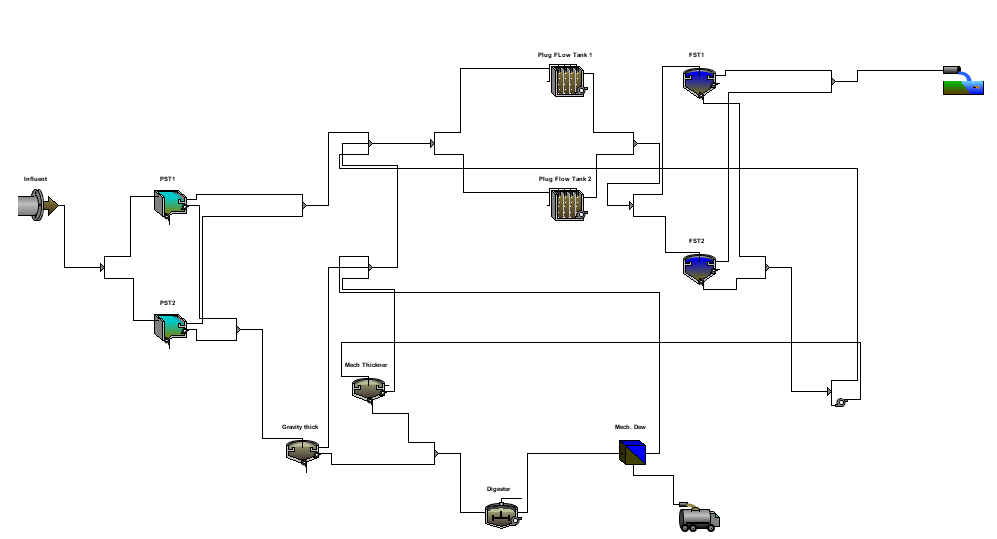 Plug FLow Tank 1
FST1
Influent
PST1
Plug Flow Tank 2
FST2
PST2
Mech Thickner
Gravity thick
Mech. Dew
Digester